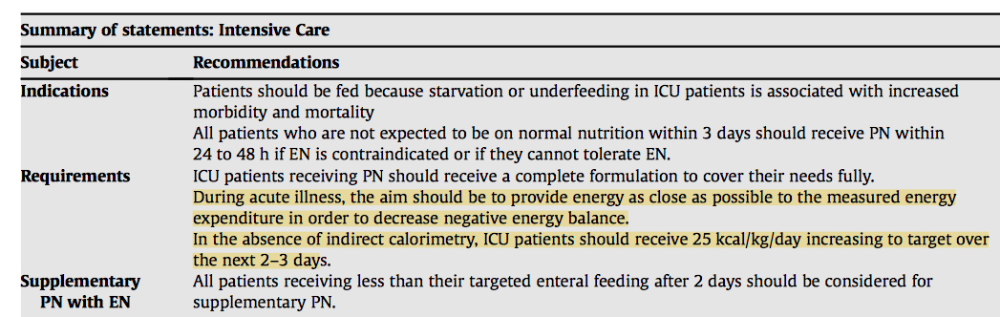 Summary of statements: Intensive Care
Subject Recommendations
Indications Patients should be fed because starvation or underfeeding in ICU patients is associated with increased
morbidity and mortality
All patients who are not expected to be on normal nutrition within 3 days should receive PN within
24 to 48 h if EN is contraindicated or if they cannot tolerate EN.
Requirements ICU patients receiving PN should receive a complete formulation to cover their needs fully.
During acute illness, the aim should be to provide energy as close as possible to the measured energy
expenditure in order to decrease negative energy balance.
In the absence of indirect calorimetry, ICU patients should receive 25 kcal/kg/day increasing to target over
the next 2–3 days.
Supplementary All patients receiving less than their targeted enteral feeding after 2 days should be considered for
PN with EN supplementary PN.